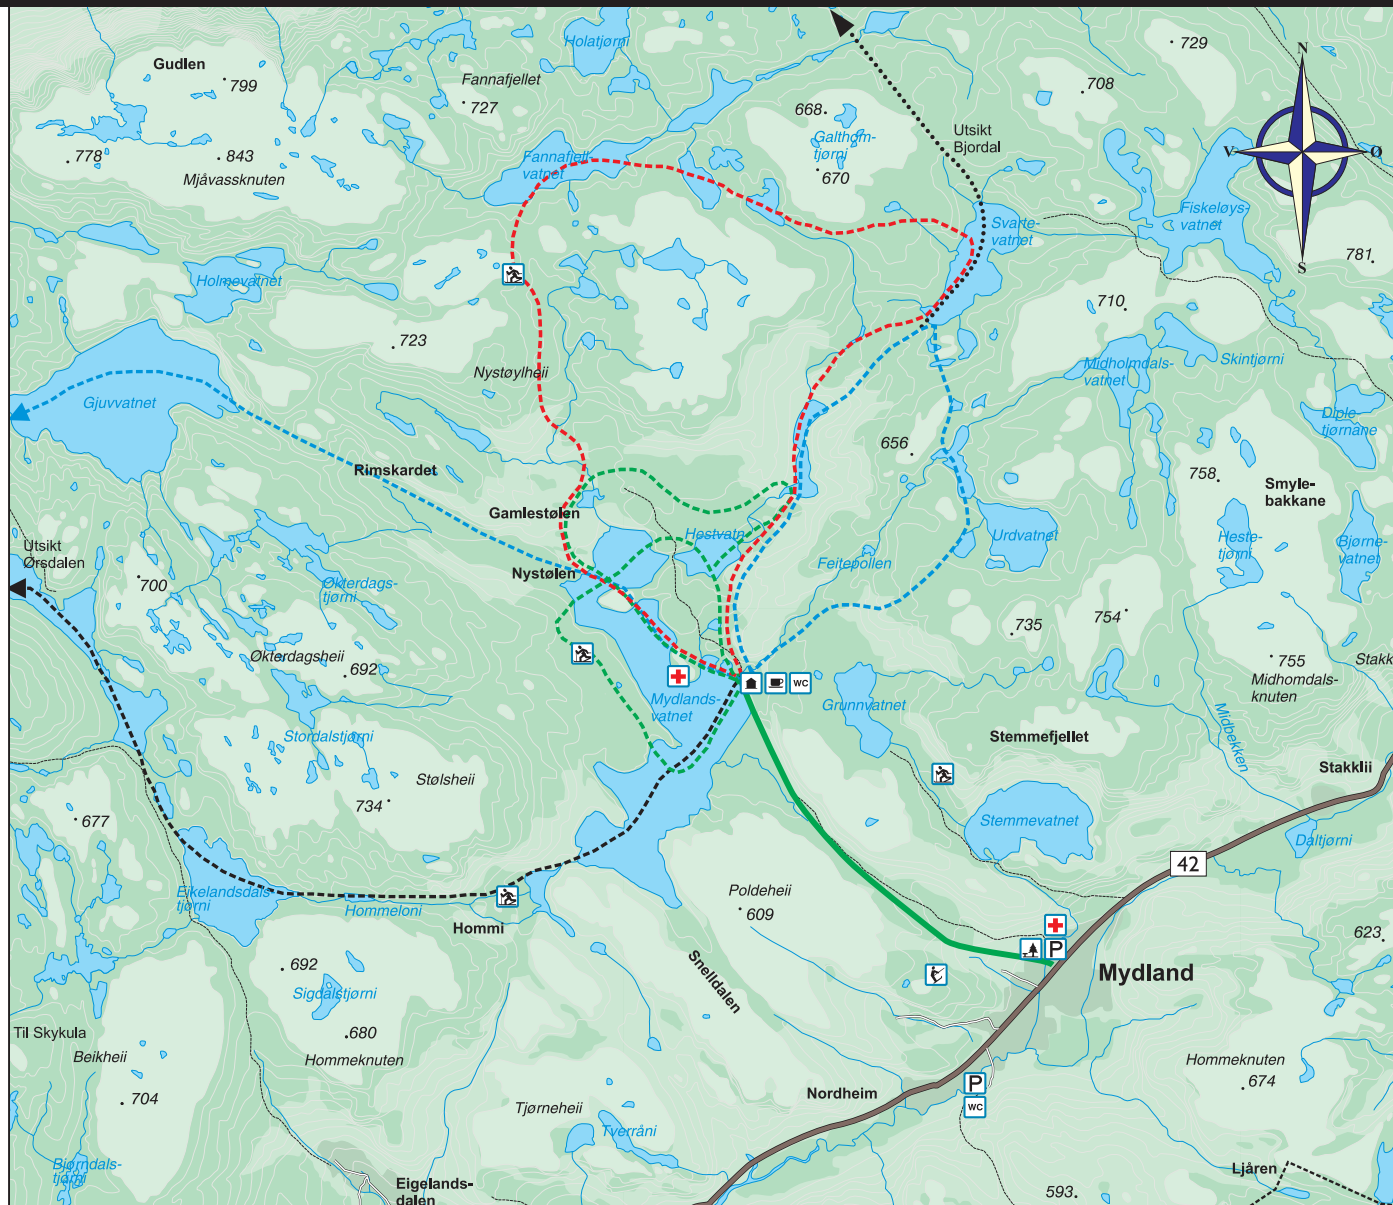 Holatjørni
729
N
Gudlen
799
Fannafjellet
727
708
668
Galthom-
tjørni
670
Utsikt
Bjordal
V
Ø
S
778
843
Mjåvassknuten
Fannafjell-
vatnet
Svarte-
vatnet
Fiskeløys-
vatnet
781
Holmevatnet
710
723
Nystøylheii
Midholmdals-
vatnet
Skintjørni
Gjuvvatnet
Diple-
tjørnane
Rimskardet
656
758
Smyle-
bakkane
Gamlestølen
Hostvatn
Urdvatnet
Heste-
tjørni
Bjørne-
vatnet
Utsikt
Ørsdalen
700
Økterdags-
tjørni
Nystølen
Feitepollen
735
754
Økterdagsheii
692
755
Midhomdals-
knuten
Stakk
WC
Mydlands-
vatnet
Grunnvatnet
Midbekken
Stordalstjørni
Stemmefjellet
Stakklii
Stølsheii
734
677
Stemmevatnet
Daltjørni
42
Eikelandsdals
tjørni
Hommeloni
Hommi
Poldeheii
609
623
Snelldalen
P
Mydland
692
Sigdalstjørni
680
Hommeknuten
Til Skykula
Beikheii
704
Hommeknuten
674
Nordheim
P
WC
Tjørneheii
Tverråni
Bjørndals-
tjørni
Eigelands-
dalen
Ljåren
593